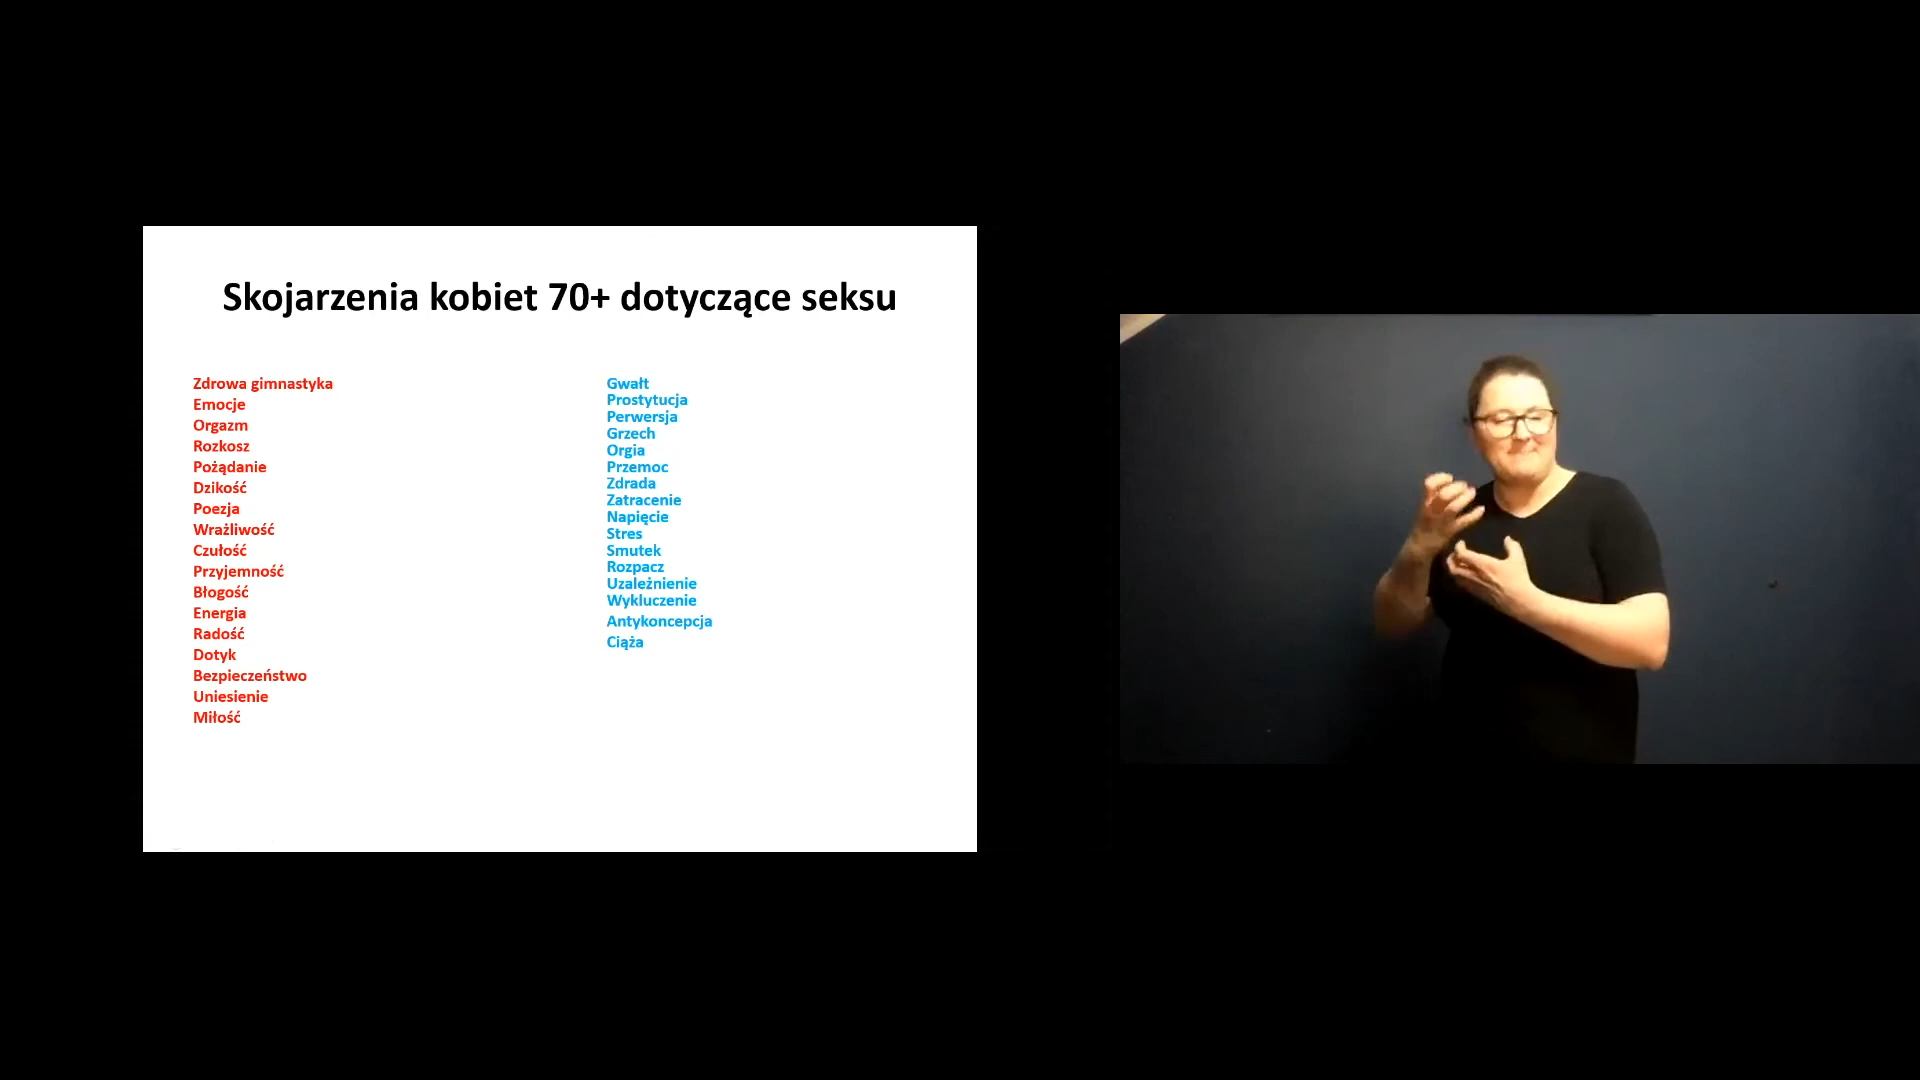 Skojarzenia kobiet 70+ dotyczące seksu
Zdrowa gimnastyka
Emocje
Orgazm
Rozkosz
Pożądanie
Dzikość
Poezja
Wrażliwość
Czułość
Przyjemność
Błogość
Energia
Radość
Dotyk
Bezpieczeństwo
Uniesienie
Miłość
Gwałt
Prostytucja
Perwersja
Grzech
Orgia
Przemoc
Zdrada
Zatracenie
Napięcie
Stres
Smutek
Rozpacz
Uzależnienie
Wykluczenie
Antykoncepcja
Ciąża